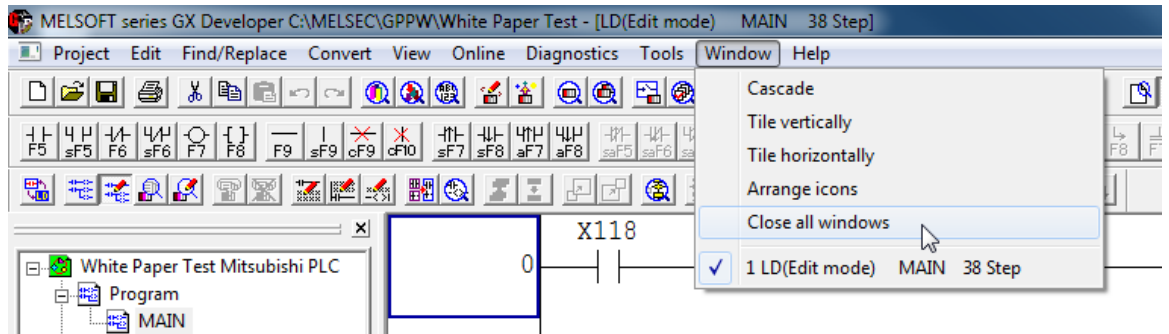 MELSOFT series GX Developer C:\MELSEC\GPPW\White Paper Test - [LD(Edit mode) MAIN 38 Step]
Project Edit Find/Replace Convert View Online Diagnostics Tools Window Help
Cascade
Tile vertically
Tile horizontally
Arrange icons
Close all windows
1 LD(Edit mode) MAIN 38 Step
F5 sF5 F6 sF6 F7 F8 F9 sF9 cF9 cF10 sF7 sF8 aF7 aF8 saF5 saF6 F8
White Paper Test Mitsubishi PLC
Program
MAIN
X118
0